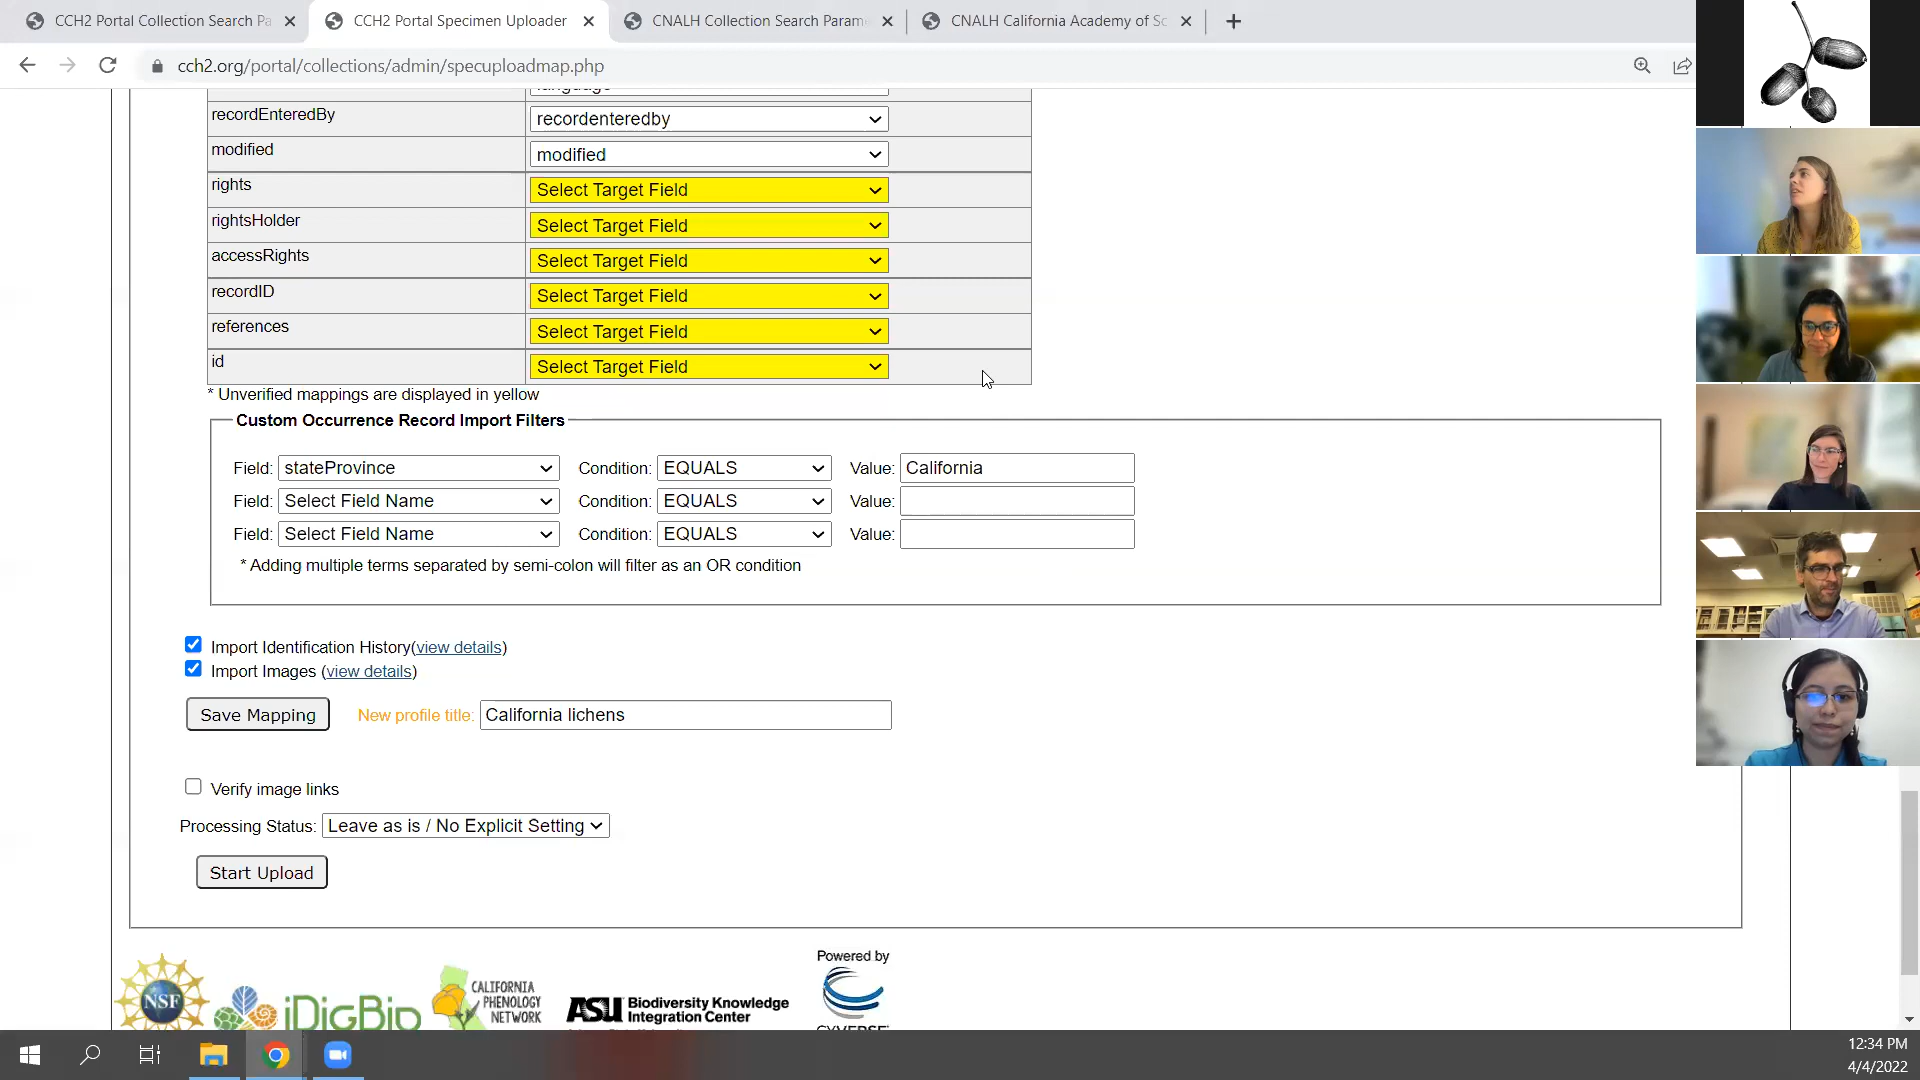 CCH2 Portal Collection Search Pa
CCH2 Portal Specimen Uploader
CNALH Collection Search Parame
CNALH California Academy of Sc
cch2.org/portal/collections/admin/specuploadmap.php
language
recordEnteredBy recordenteredby
modified modified
rights Select Target Field
rightsHolder Select Target Field
accessRights Select Target Field
recordID Select Target Field
references Select Target Field
id Select Target Field
* Unverified mappings are displayed in yellow
Custom Occurrence Record Import Filters
Field: stateProvince Condition: EQUALS Value: California
Field: Select Field Name Condition: EQUALS Value:
Field: Select Field Name Condition: EQUALS Value:
* Adding multiple terms separated by semi-colon will filter as an OR condition
Import Identification History(view details)
Import Images (view details)
Save Mapping New profile title: California lichens
Verify image links
Processing Status: Leave as is / No Explicit Setting
Start Upload
Powered by
NSF
iDigBio
CALIFORNIA
PHENOLOGY
NETWORK
ASU Biodiversity Knowledge
Integration Center
CYVERSE
12:34 PM
4/4/2022